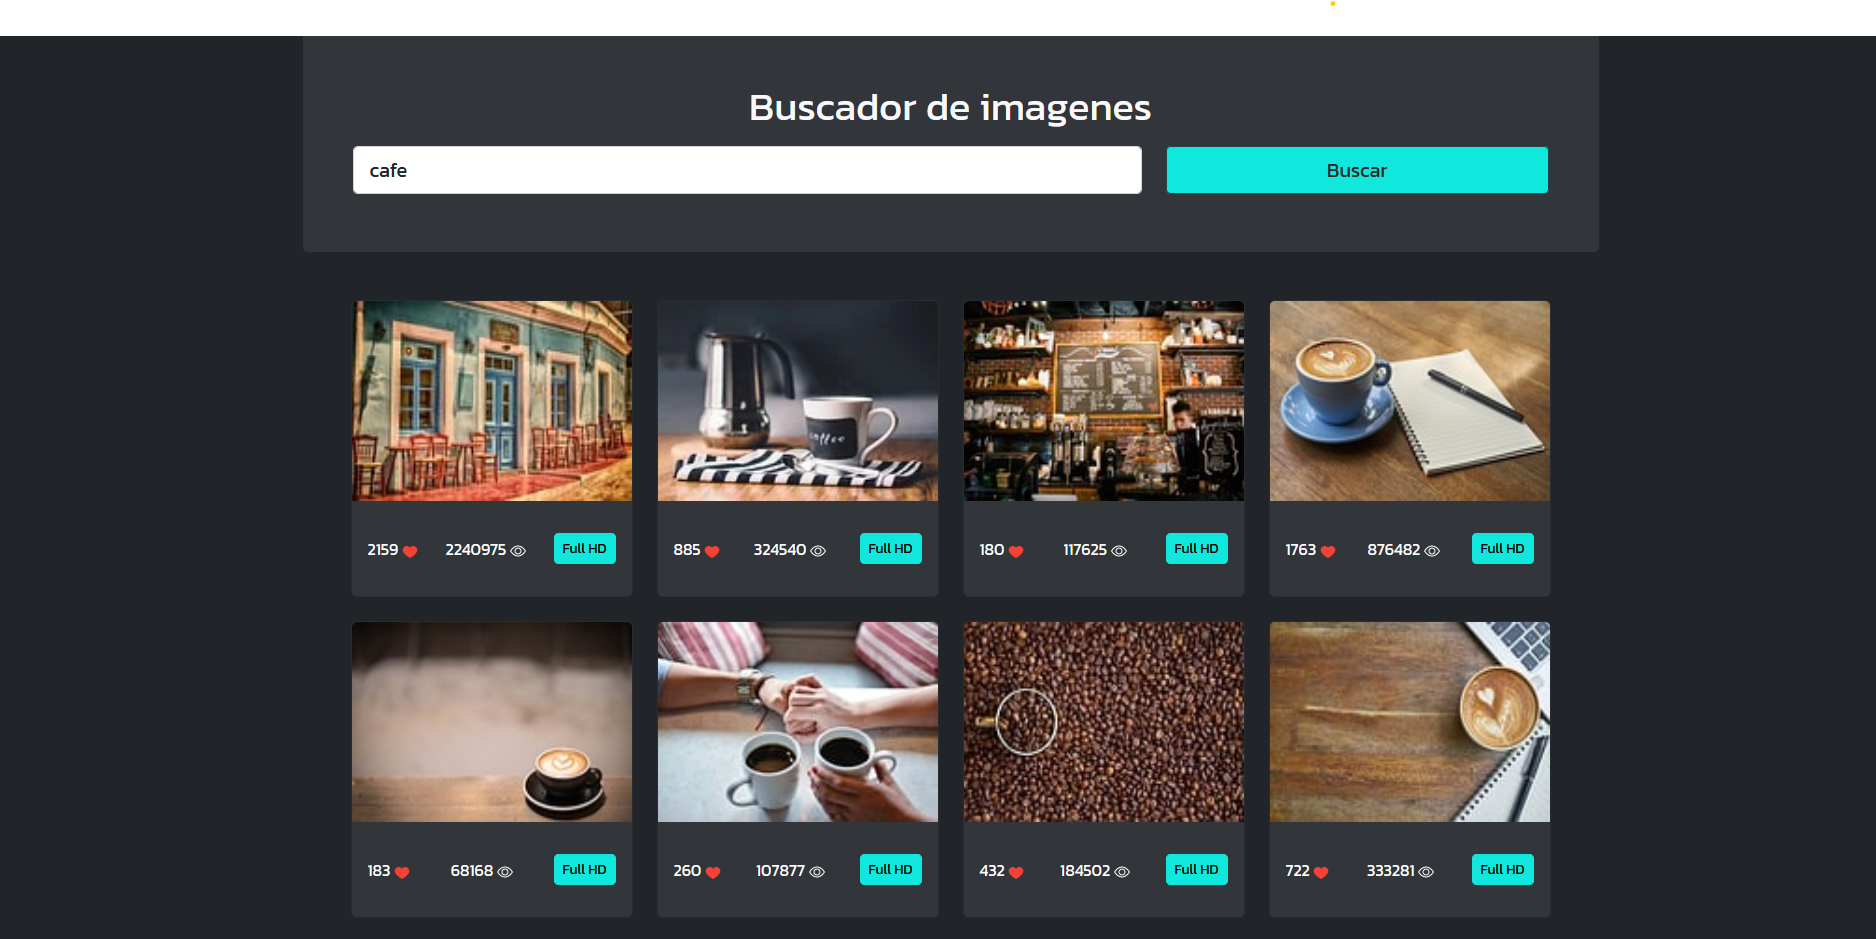 Buscador de imagenes
cafe
Buscar
coffee
2159 2240975 Full HD
885 324540 Full HD
180 117625 Full HD
1763 876482 Full HD
183 68168 Full HD
260 107877 Full HD
432 184502 Full HD
722 333281 Full HD